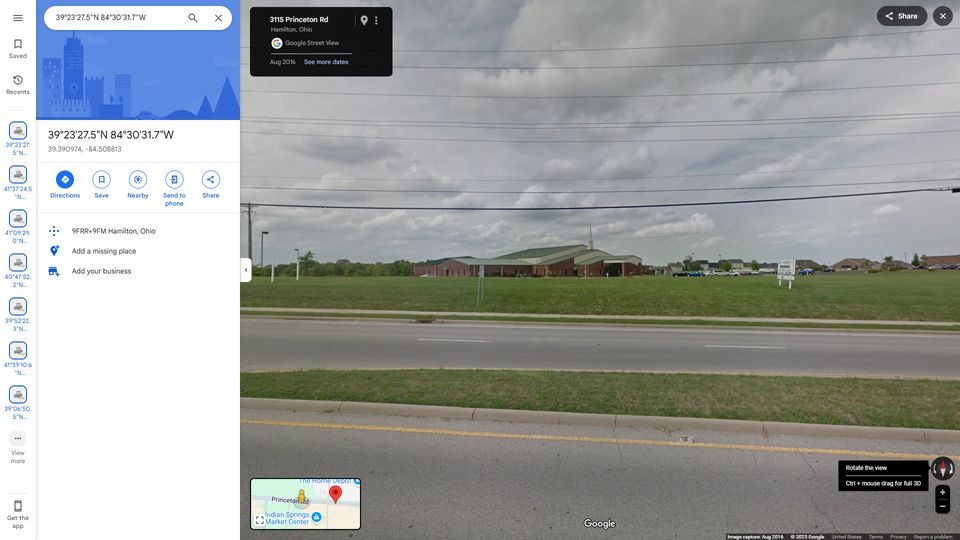 39°23'27.5"N 84°30'31.7"W
Saved
Recents
39°23'27.
5"N...
41°37'24.5
"N...
41°09'29.
0"N...
40°47'52.
2"N...
39°52'22.
3"N...
41°39'10.6
"N...
39°06'50.
5"N...
View
more
Get the
app
39°23'27.5"N 84°30'31.7"W
39.390974, -84.508813
Directions
Save
Nearby
Send to
phone
Share
9FRR+9FM Hamilton, Ohio
Add a missing place
Add your business
3115 Princeton Rd
Hamilton, Ohio
Google Street View
Aug 2016 See more dates
Share
The Home Depot
Princeton Rd
Indian Springs
Market Center
Rotate the view
Ctrl + mouse drag for full 3D
Google
Image capture: Aug 2016 © 2025 Google United States Terms Privacy Report a problem